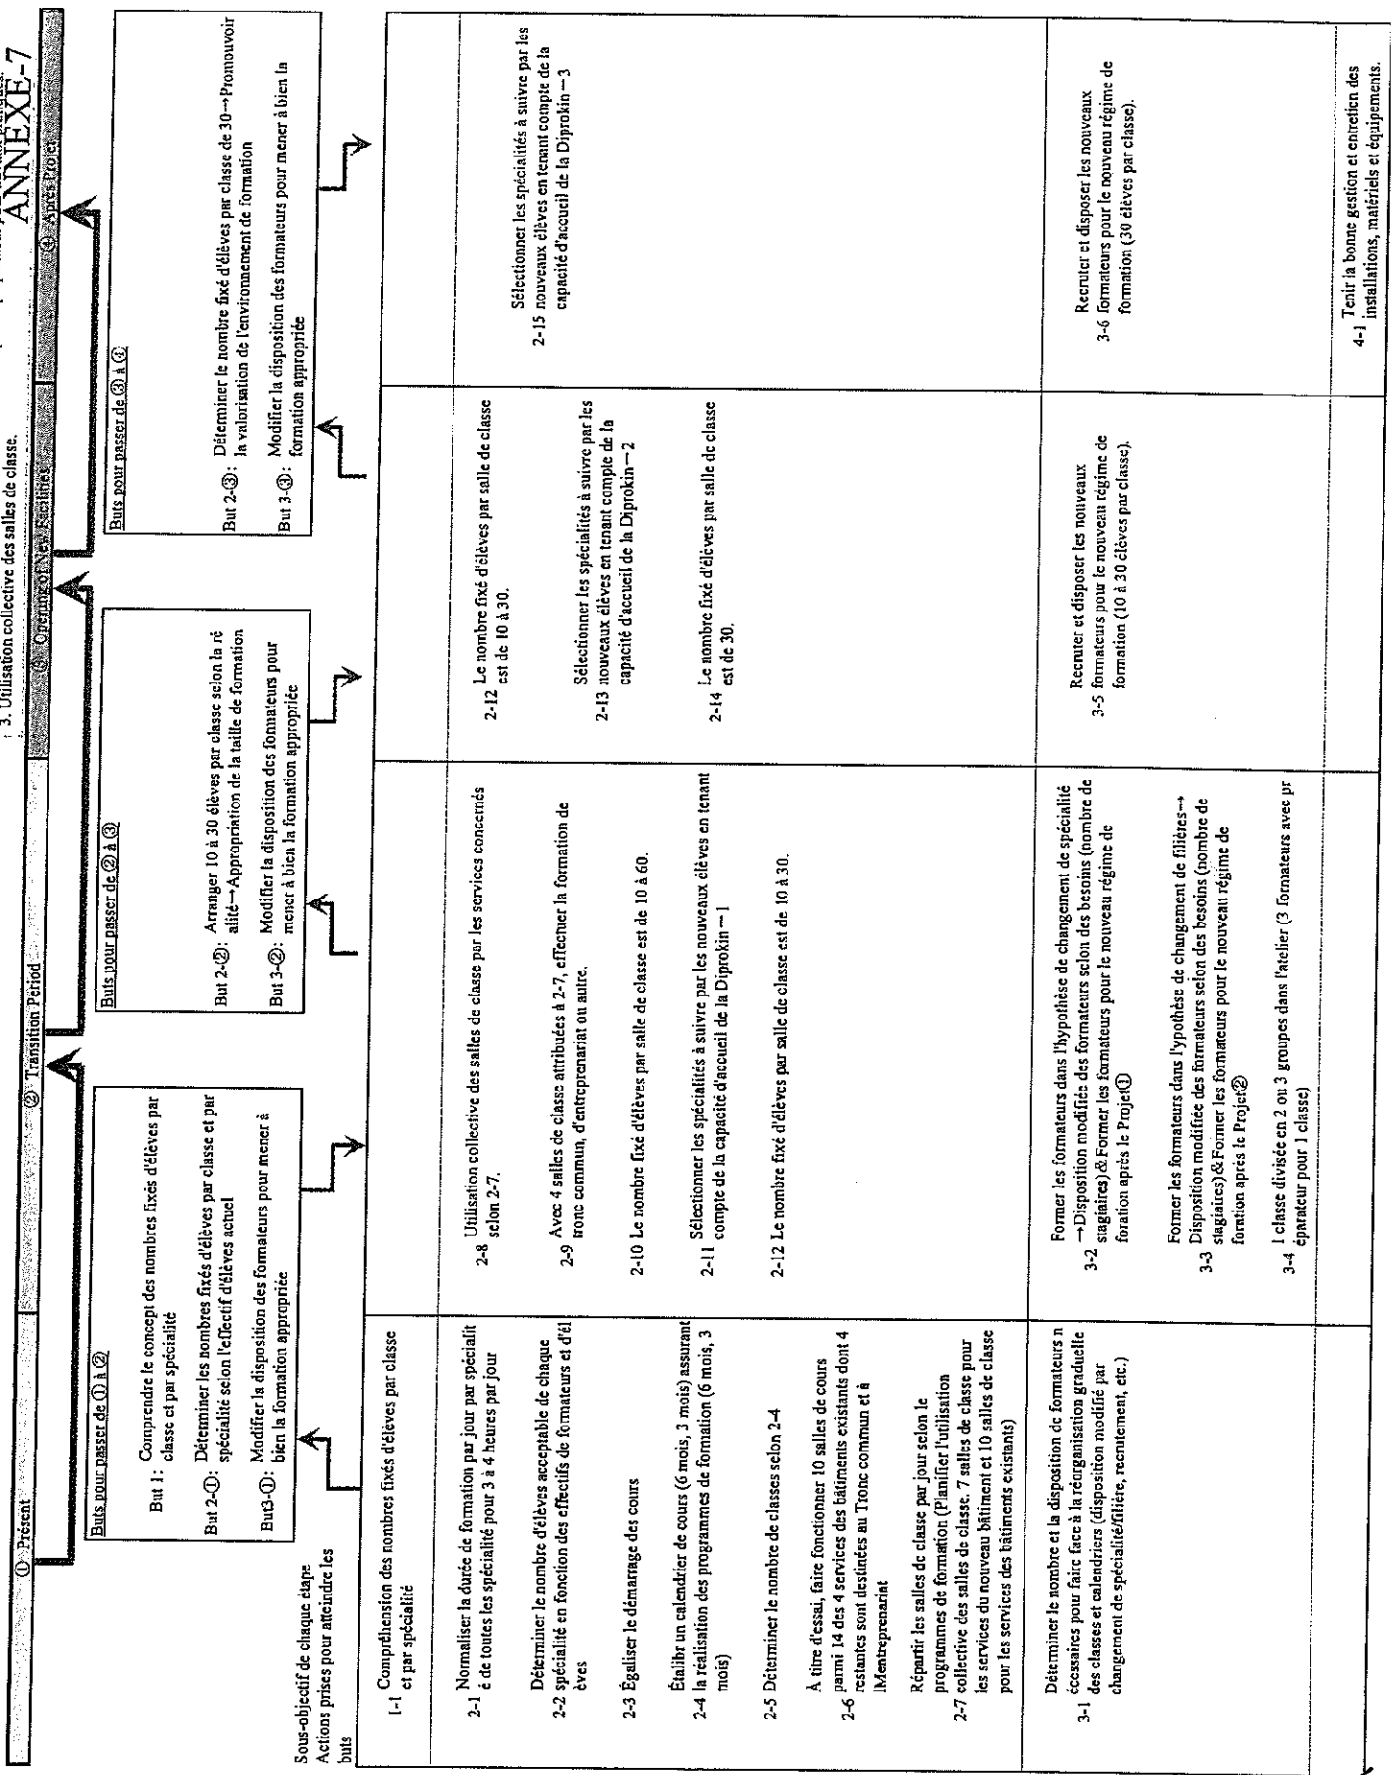 3. Utilisation collective des salles de classe.
ANNEXE-7
① Présent
② Transition Périod
③ Opening of New Facilities
④ Après Projet
Buts pour passer de ① à ②
But 1: Comprendre le concept des nombres fixés d'élèves par
classe et par spécialité
But 2-①: Déterminer les nombres fixés d'élèves par classe et par
spécialité selon l'effectif d'élèves actuel
But3-①: Modifier la disposition des formateurs pour mener à
bien la formation appropriée
Buts pour passer de ② à ③
But 2-②: Arranger 10 à 30 élèves par classe selon la ré
alité→Appropriation de la taille de formation
But 3-②: Modifier la disposition des formateurs pour
mener à bien la formation appropriée
Buts pour passer de ③ à ④
But 2-③: Déterminer le nombre fixé d'élèves par classe de 30→Promouvoir
la valorisation de l'environnement de formation
But 3-③: Modifier la disposition des formateurs pour mener à bien la
formation appropriée
Sous-objectif de chaque étape
Actions prises pour atteindre les
buts
1-1 Compréhension des nombres fixés d'élèves par classe
et par spécialité
2-1 Normaliser la durée de formation par jour par spécialit
é de toutes les spécialité pour 3 à 4 heures par jour
Déterminer le nombre d'élèves acceptable de chaque
2-2 spécialité en fonction des effectifs de formateurs et d'él
èves
2-3 Égaliser le démarrage des cours
Étalibr un calendrier de cours (6 mois, 3 mois) assurant
2-4 la réalisation des programmes de formation (6 mois, 3
mois)
2-5 Déterminer le nombre de classes selon 2-4
À titre d'essai, faire fonctionner 10 salles de cours
parmi 14 des 4 services des bâtiments existants dont 4
2-6 restantes sont destinées au Tronc commun et à
lMentreprenariat
Répartir les salles de classe par jour selon le
programmes de formation (Planifier l'utilisation
2-7 collective des salles de classe. 7 salles de classe pour
les services du nouveau bâtiment et 10 salles de classe
pour les services des bâtiments existants)
2-8 Utilisation collective des salles de classe par les services concernés
selon 2-7.
2-9 Avec 4 salles de classe attribuées à 2-7, effectuer la formation de
tronc commun, d'entreprenariat ou autre.
2-10 Le nombre fixé d'élèves par salle de classe est de 10 à 60.
2-11 Sélectionner les spécialités à suivre par les nouveaux élèves en tenant
compte de la capacité d'accueil de la Diprokin—1
2-12 Le nombre fixé d'élèves par salle de classe est de 10 à 30.
2-12 Le nombre fixé d'élèves par salle de classe
est de 10 à 30.
Sélectionner les spécialités à suivre par les
2-13 nouveaux élèves en tenant compte de la
capacité d'accueil de la Diprokin—2
2-14 Le nombre fixé d'élèves par salle de classe
est de 30.
Sélectionner les spécialités à suivre par les
2-15 nouveaux élèves en tenant compte de la
capacité d'accueil de la Diprokin—3
Déterminer le nombre et la disposition de formateurs n
écessaires pour faire face à la réorganisation graduelle
3-1 des classes et calendriers (disposition modifié par
changement de spécialité/filière, recrutement, etc.)
Former les formateurs dans l'hypothèse de changement de spécialité
→Disposition modifiée des formateurs selon des besoins (nombre de
3-2 stagiaires)&Former les formateurs pour le nouveau régime de
foration après le Projet①
Former les formateurs dans l'ypothèse de changement de filières→
Disposition modifiée des formateurs selon des besoins (nombre de
3-3 stagiaires)&Former les formateurs pour le nouveau régime de
foration après le Projet②
3-4 1 classe divisée en 2 ou 3 groupes dans l'atelier (3 formateurs avec pr
éparateur pour 1 classe)
Recruter et disposer les nouveaux
3-5 formateurs pour le nouveau régime de
formation (10 à 30 élèves par classe).
Recruter et disposer les nouveaux
3-6 formateurs pour le nouveau régime de
formation (30 élèves par classe).
4-1 Tenir la bonne gestion et entretien des
installations, matériels et équipements.